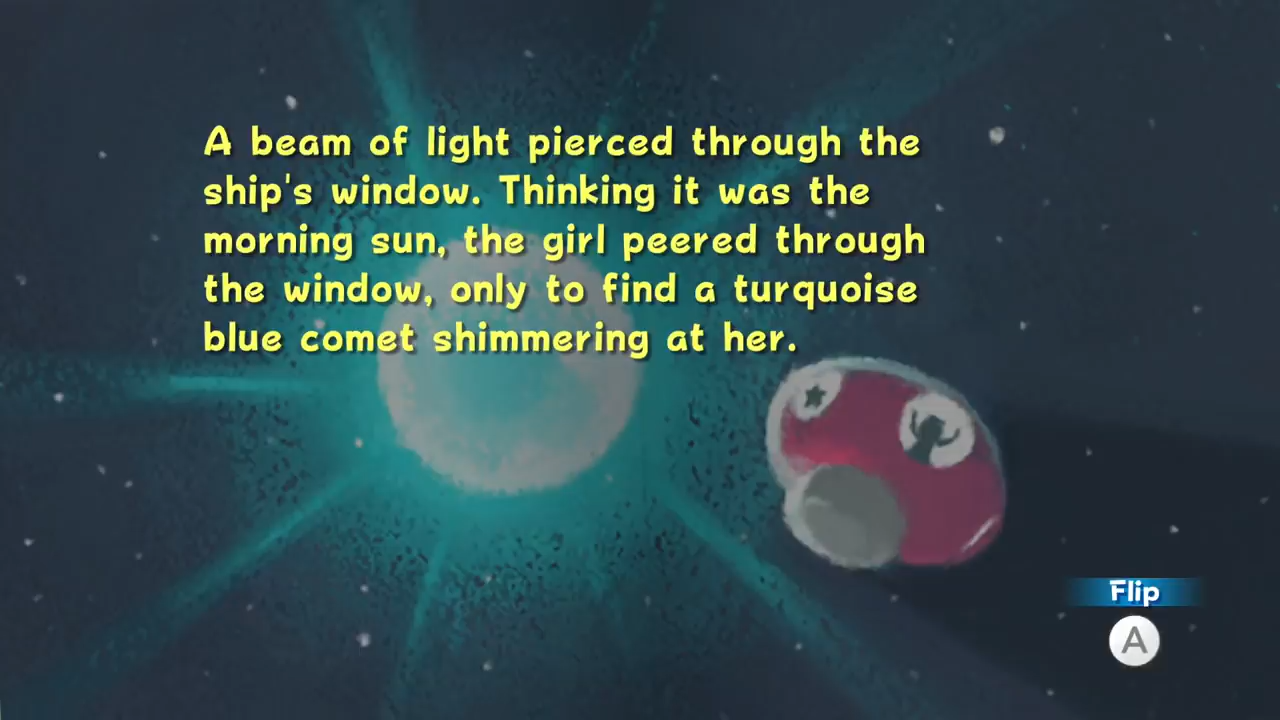 A beam of light pierced through the
ship's window. Thinking it was the
morning sun, the girl peered through
the window, only to find a turquoise
blue comet shimmering at her.
Flip
A